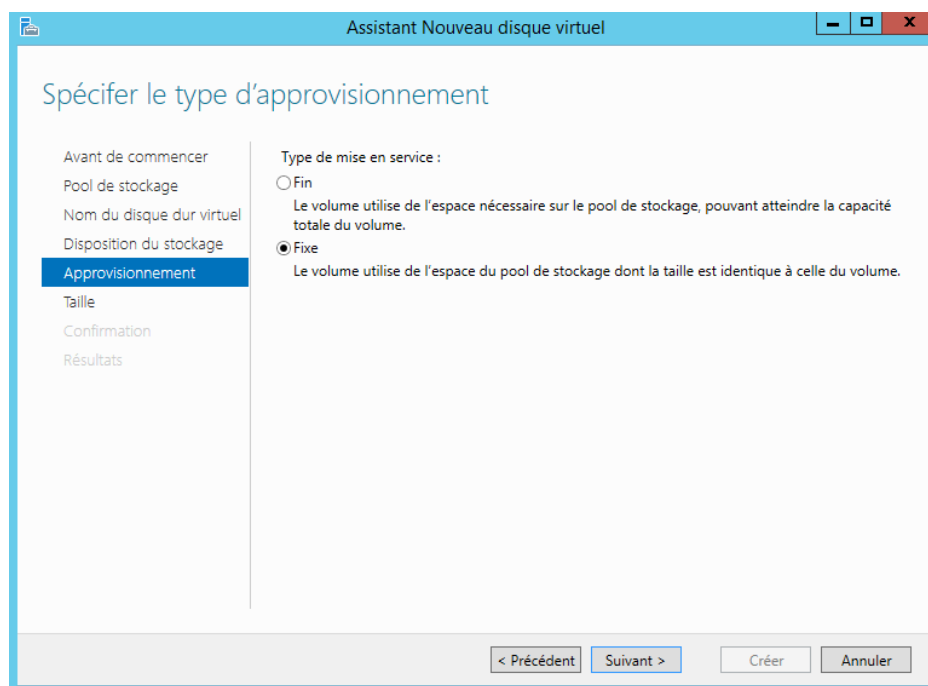 Assistant Nouveau disque virtuel
Spécifer le type d'approvisionnement
Avant de commencer
Pool de stockage
Nom du disque dur virtuel
Disposition du stockage
Approvisionnement
Taille
Confirmation
Résultats
Type de mise en service :
Fin
Le volume utilise de l'espace nécessaire sur le pool de stockage, pouvant atteindre la capacité
totale du volume.
Fixe
Le volume utilise de l'espace du pool de stockage dont la taille est identique à celle du volume.
< Précédent
Suivant >
Créer
Annuler